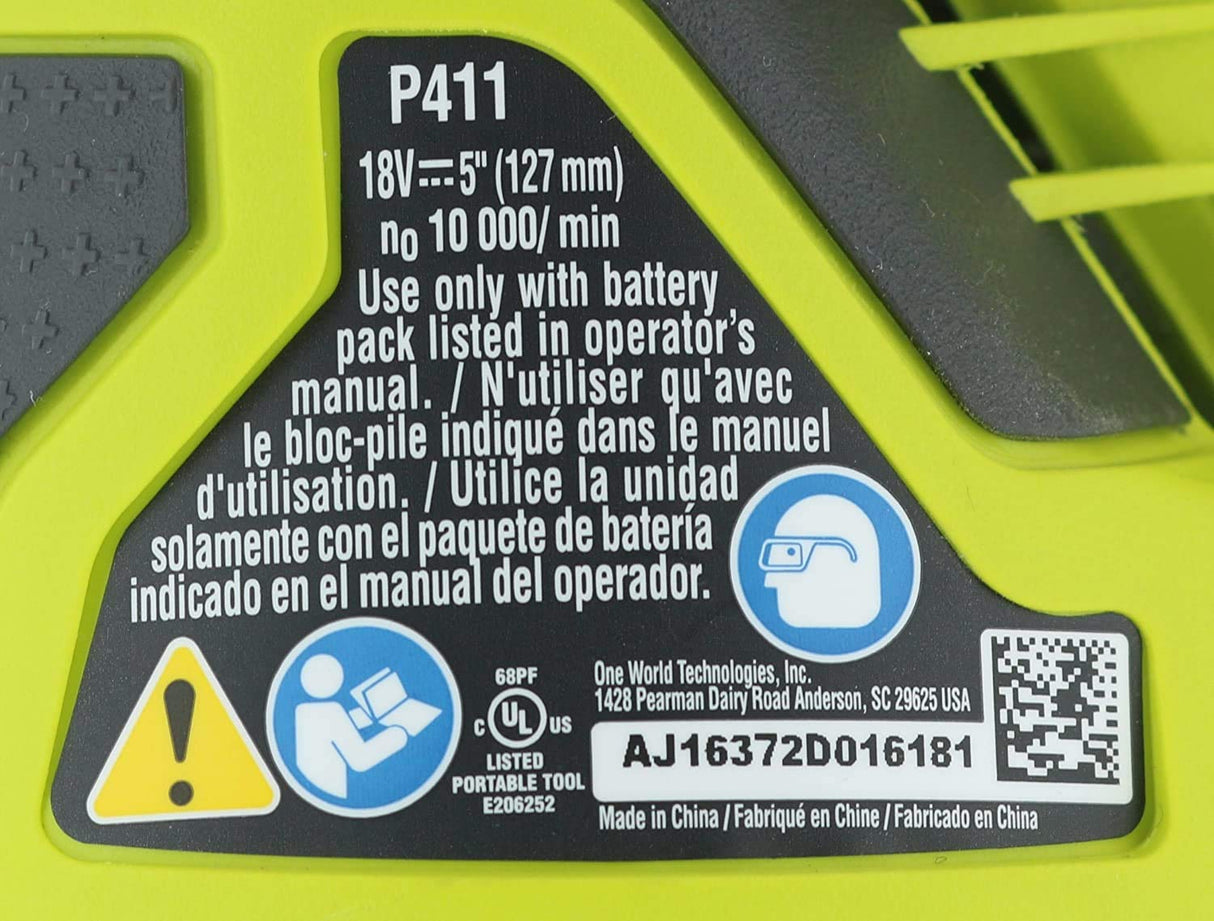 P411
18V⎓5" (127 mm)
n₀ 10 000/ min
Use only with battery
pack listed in operator's
manual. / N'utiliser qu'avec
le bloc-pile indiqué dans le manuel
d'utilisation. / Utilice la unidad
solamente con el paquete de batería
indicado en el manual del operador.
68PF
C UL US
LISTED
PORTABLE TOOL
E206252
One World Technologies, Inc.
1428 Pearman Dairy Road Anderson, SC 29625 USA
AJ16372D016181
Made in China / Fabriqué en Chine / Fabricado en China